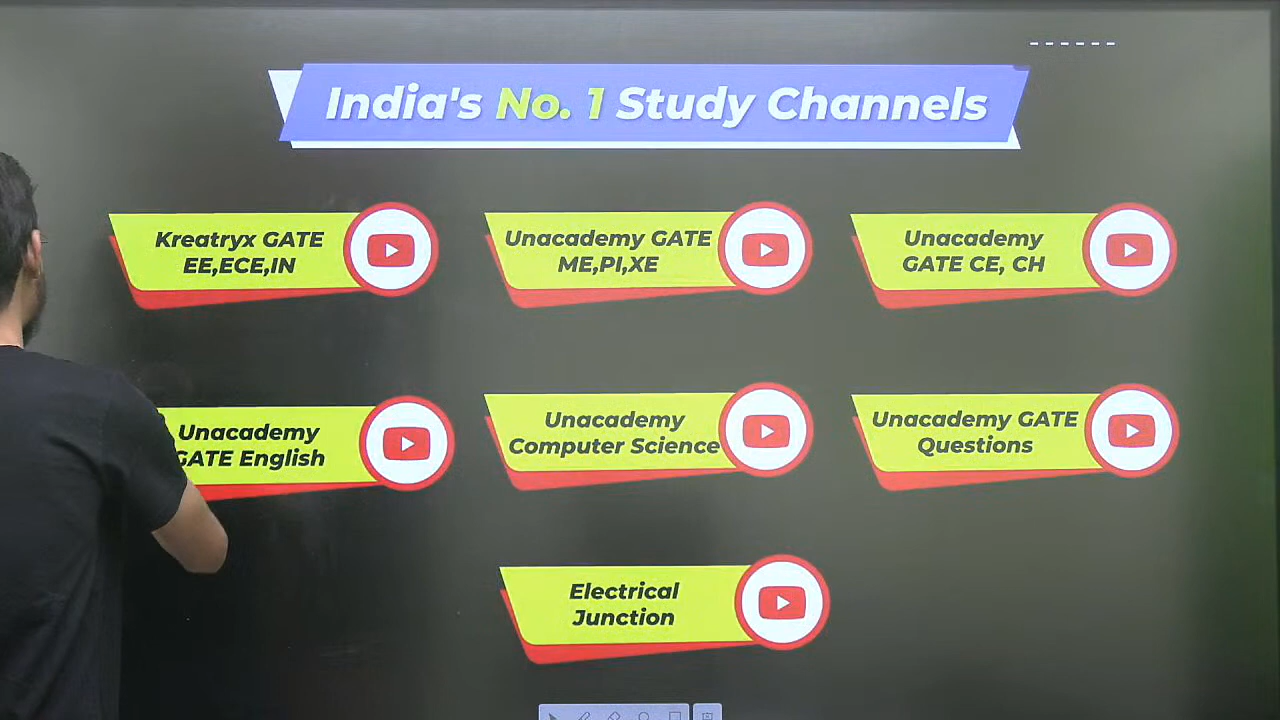 India's No. 1 Study Channels
Kreatryx GATE
EE,ECE,IN
Unacademy GATE
ME,PI,XE
Unacademy
GATE CE, CH
Unacademy
GATE English
Unacademy
Computer Science
Unacademy GATE
Questions
Electrical
Junction